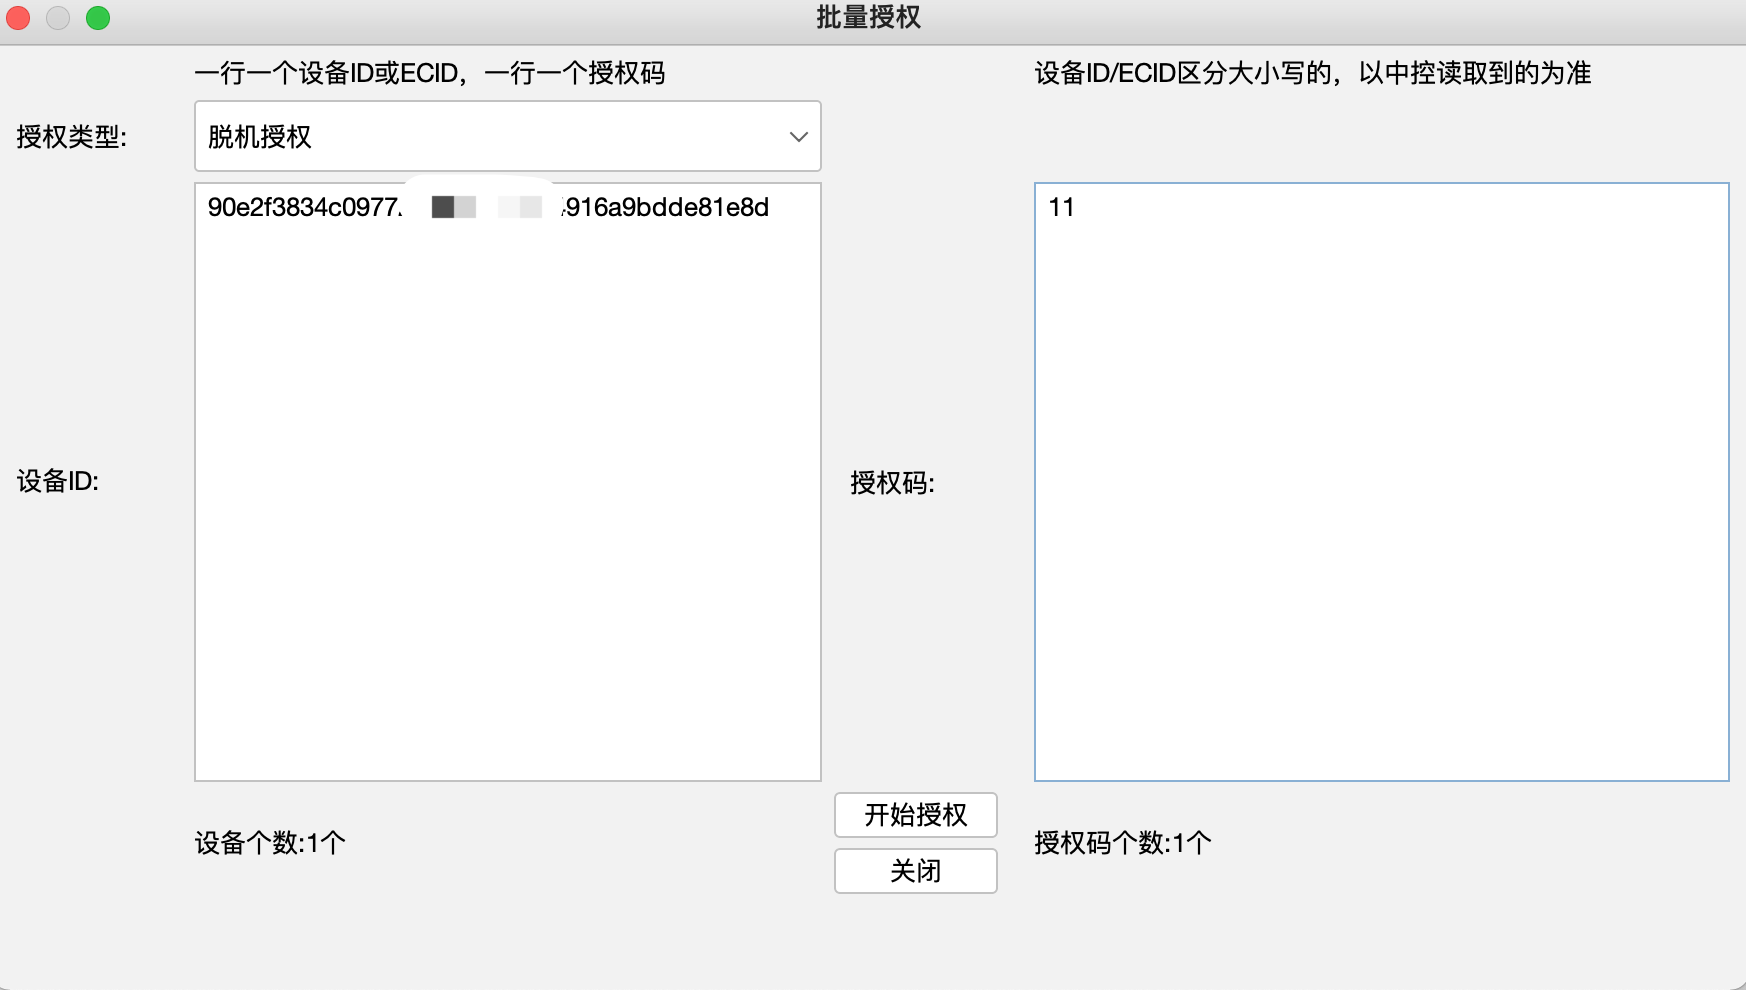 批量授权
一行一个设备ID或ECID，一行一个授权码
设备ID/ECID区分大小写的，以中控读取到的为准
授权类型:
脱机授权
90e2f3834c0977
916a9bdde81e8d
11
设备ID:
授权码:
开始授权
设备个数:1个
授权码个数:1个
关闭